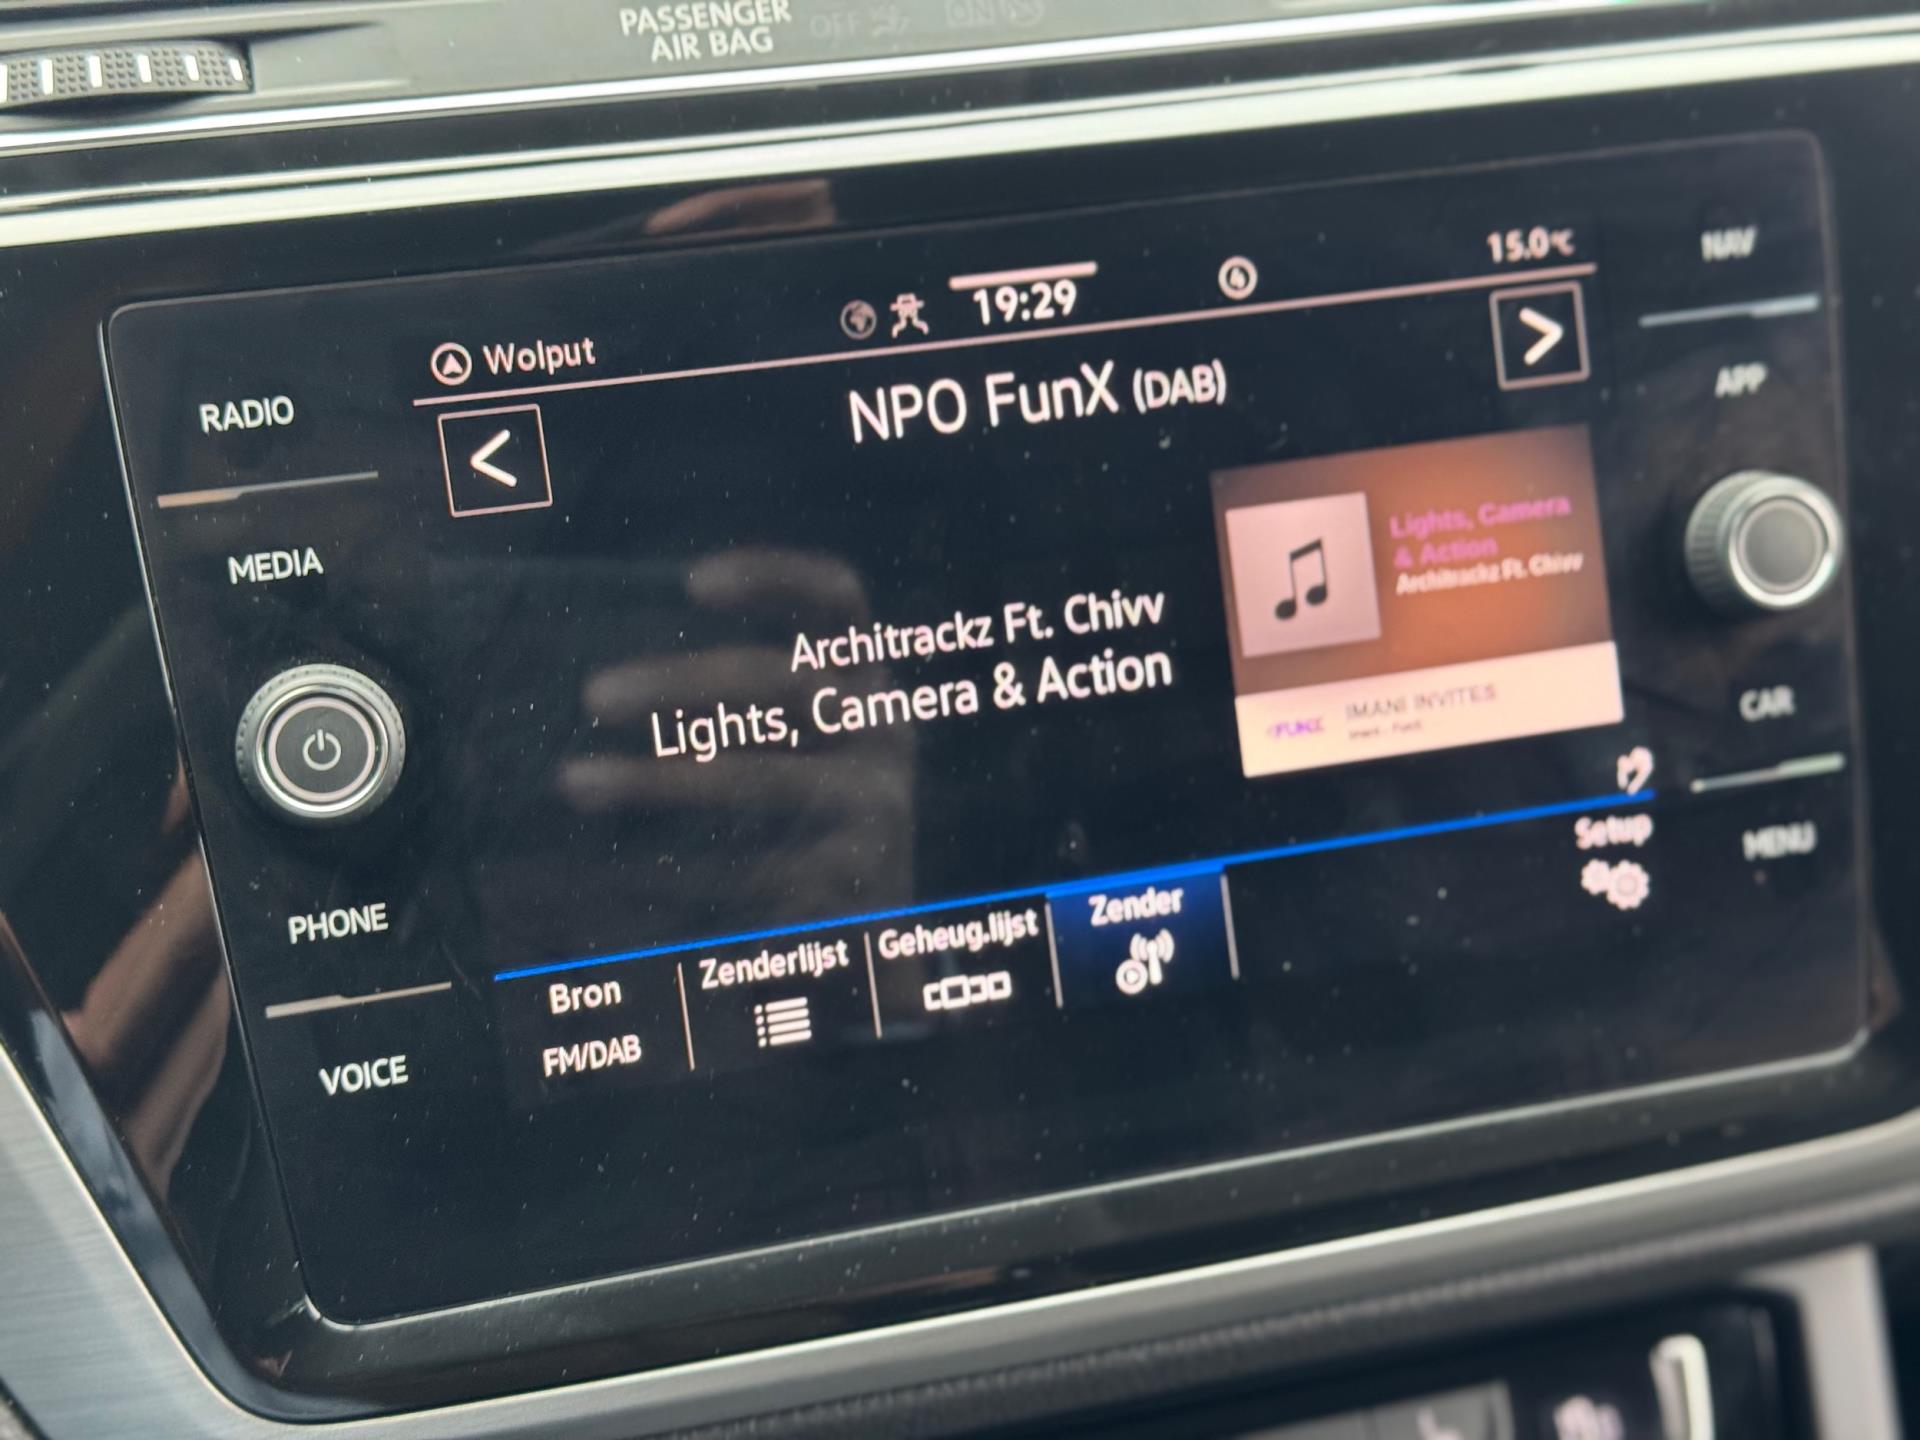 PASSENGER
AIR BAG
OFF
ON
NAV
15.0°C
19:29
Wolput
RADIO
NPO FunX (DAB)
APP
<
>
MEDIA
Lights, Camera
& Action
Architrackz Ft. Chivv
Architrackz Ft. Chivv
Lights, Camera & Action
IMANI INVITES
FUNX
CAR
Setup
MENU
PHONE
Bron
FM/DAB
Zenderlijst
Geheug.lijst
Zender
VOICE